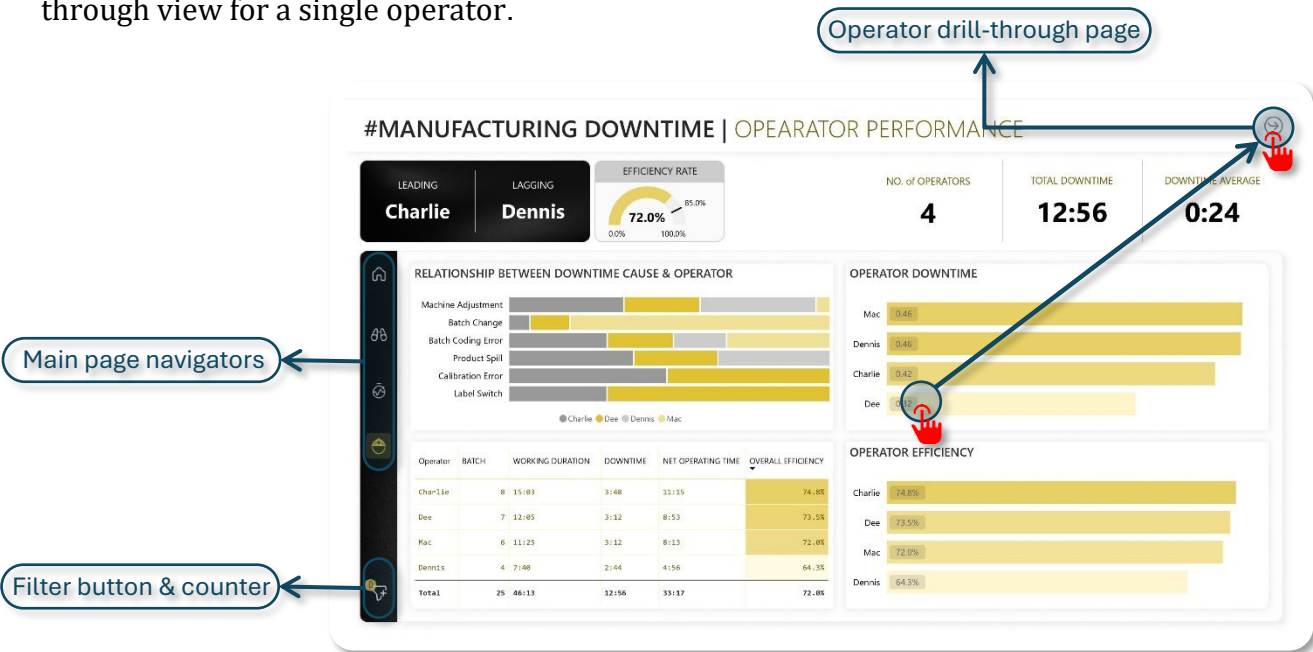 through view for a single operator.
Operator drill-through page
#MANUFACTURING DOWNTIME | OPEARATOR PERFORMANCE
LEADING
Charlie
LAGGING
Dennis
EFFICIENCY RATE
85.0%
72.0%
0.0% 100.0%
NO. of OPERATORS
4
TOTAL DOWNTIME
12:56
DOWNTIME AVERAGE
0:24
Main page navigators
Filter button & counter
0
RELATIONSHIP BETWEEN DOWNTIME CAUSE & OPERATOR
Machine Adjustment
Batch Change
Batch Coding Error
Product Spill
Calibration Error
Label Switch
Charlie Dee Dennis Mac
OPERATOR DOWNTIME
Mac 0.46
Dennis 0.46
Charlie 0.42
Dee 0.32
Operator BATCH WORKING DURATION DOWNTIME NET OPERATING TIME OVERALL EFFICIENCY
Charlie 8 15:03 3:48 11:15 74.8%
Dee 7 12:05 3:12 8:53 73.5%
Mac 6 11:25 3:12 8:13 72.0%
Dennis 4 7:40 2:44 4:56 64.3%
Total 25 46:13 12:56 33:17 72.0%
OPERATOR EFFICIENCY
Charlie 74.8%
Dee 73.5%
Mac 72.0%
Dennis 64.3%